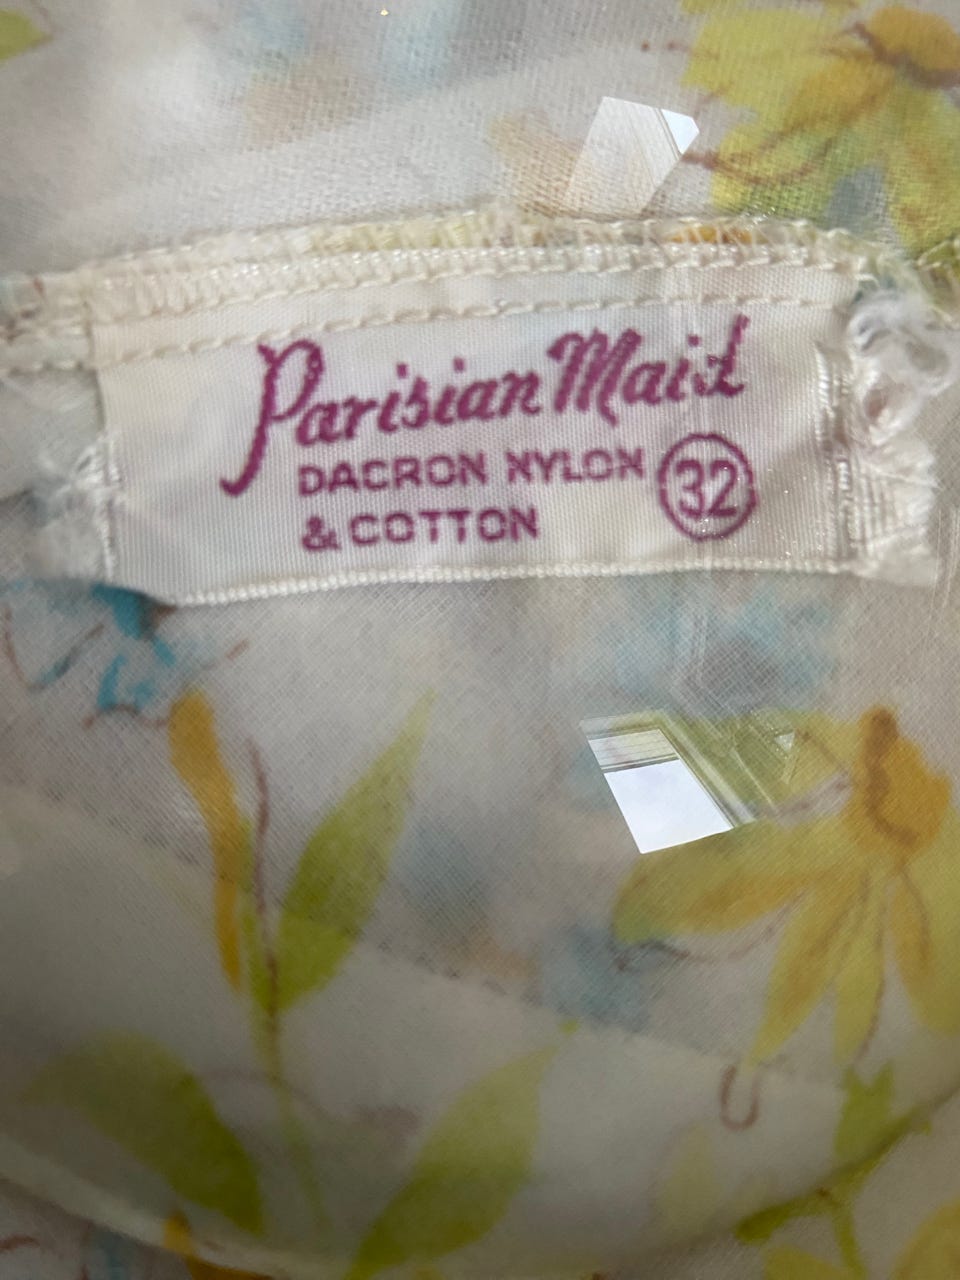 Parisian Maid
DACRON NYLON
& COTTON
32